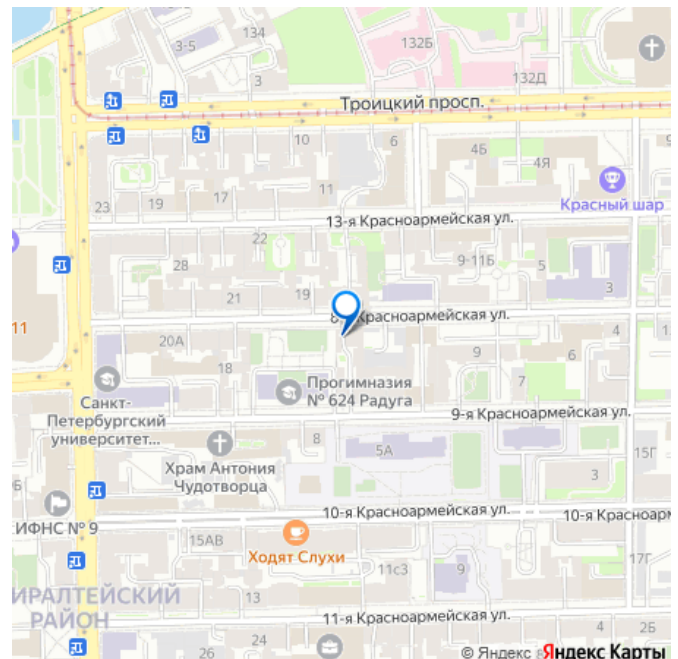 3-5
132Б
3
132Д
Троицкий просп.
10
6
4Б
4Я
11
17
19
23
Красный шар
13-я Красноармейская ул.
22
9-11Б
28
5
3
21
19
11
Красноармейская ул.
20А
4
9
6
18
7
Прогимназия
№ 624 Радуга
Санкт-
Петербургский
университет...
9-я Красноармейская ул.
8
5А
15Г
Храм Антония
Чудотворца
3
ИФНС № 9
10-я Красноармейская ул.
10-я Красноарм
15АВ
Ходят Слухи
17Г
11с3
9
ИРАЛТЕЙСКИЙ
РАЙОН
13
11-я Красноармейская ул.
24
26
4
2Б
© Яндекс
Яндекс Карты